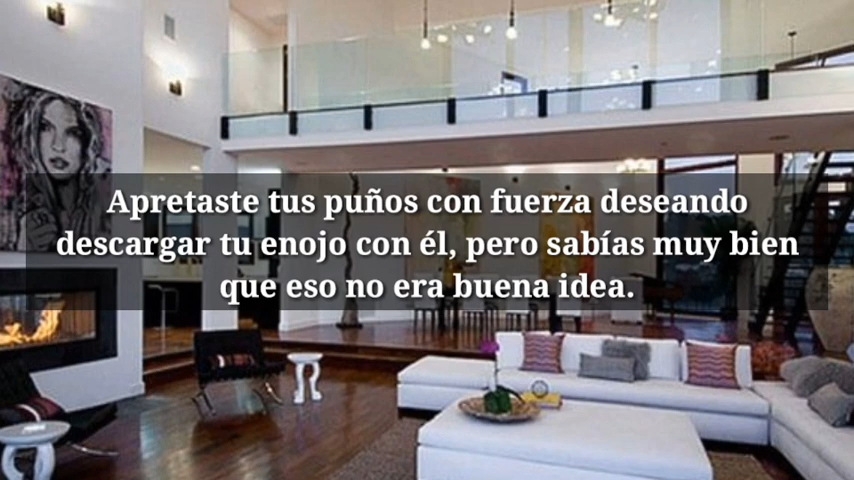 Apretaste tus puños con fuerza deseando
descargar tu enojo con él, pero sabías muy bien
que eso no era buena idea.